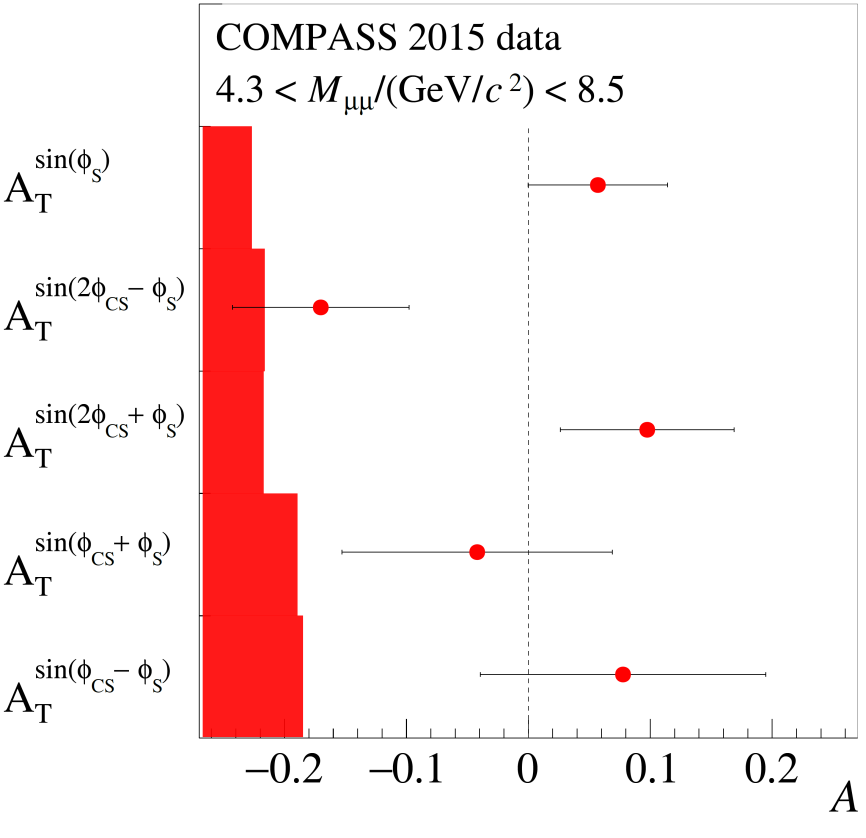 COMPASS 2015 data
4.3 < M_μμ/(GeV/c²) < 8.5
A_T^sin(ϕ_S)
A_T^sin(2ϕ_CS − ϕ_S)
A_T^sin(2ϕ_CS + ϕ_S)
A_T^sin(ϕ_CS + ϕ_S)
A_T^sin(ϕ_CS − ϕ_S)
−0.2 −0.1 0 0.1 0.2
A